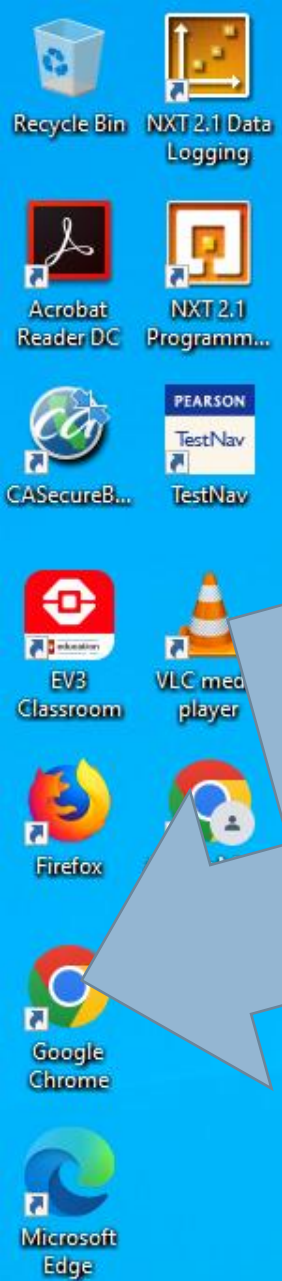 Recycle Bin
NXT 2.1 Data
Logging
Acrobat
Reader DC
NXT 2.1
Programm...
CASecureB...
PEARSON
TestNav
TestNav
education
EV3
Classroom
VLC med
player
Firefox
Google
Chrome
Microsoft
Edge